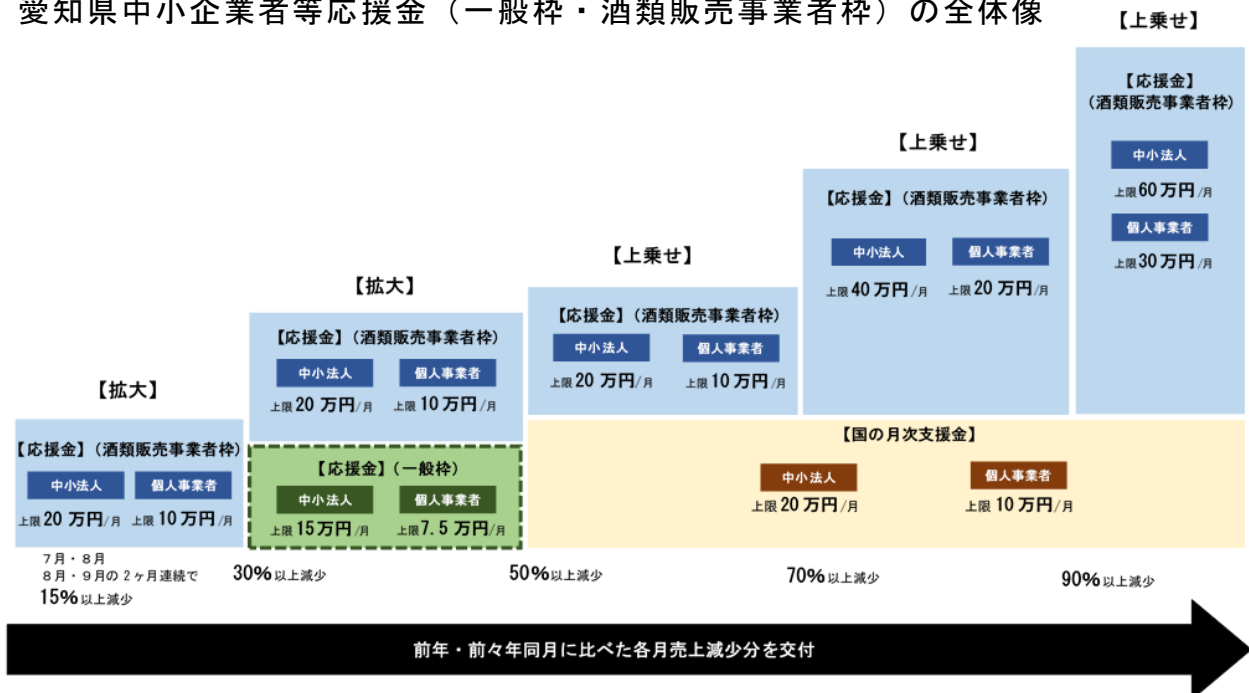 愛知県中小企業者等応援金（一般枠・酒類販売事業者枠）の全体像
【上乗せ】
【応援金】
(酒類販売事業者枠)
中小法人
上限60万円/月
個人事業者
上限30万円/月
【上乗せ】
【応援金】(酒類販売事業者枠)
中小法人 個人事業者
上限40万円/月 上限20万円/月
【上乗せ】
【応援金】(酒類販売事業者枠)
中小法人 個人事業者
上限20万円/月 上限10万円/月
【拡大】
【応援金】(酒類販売事業者枠)
中小法人 個人事業者
上限20万円/月 上限10万円/月
【拡大】
【応援金】(酒類販売事業者枠)
中小法人 個人事業者
上限20万円/月 上限10万円/月
【応援金】(一般枠)
中小法人 個人事業者
上限15万円/月 上限7.5万円/月
【国の月次支援金】
中小法人 個人事業者
上限20万円/月 上限10万円/月
7月・8月
8月・9月の2ヶ月連続で
15%以上減少
30%以上減少
50%以上減少
70%以上減少
90%以上減少
前年・前々年同月に比べた各月売上減少分を交付